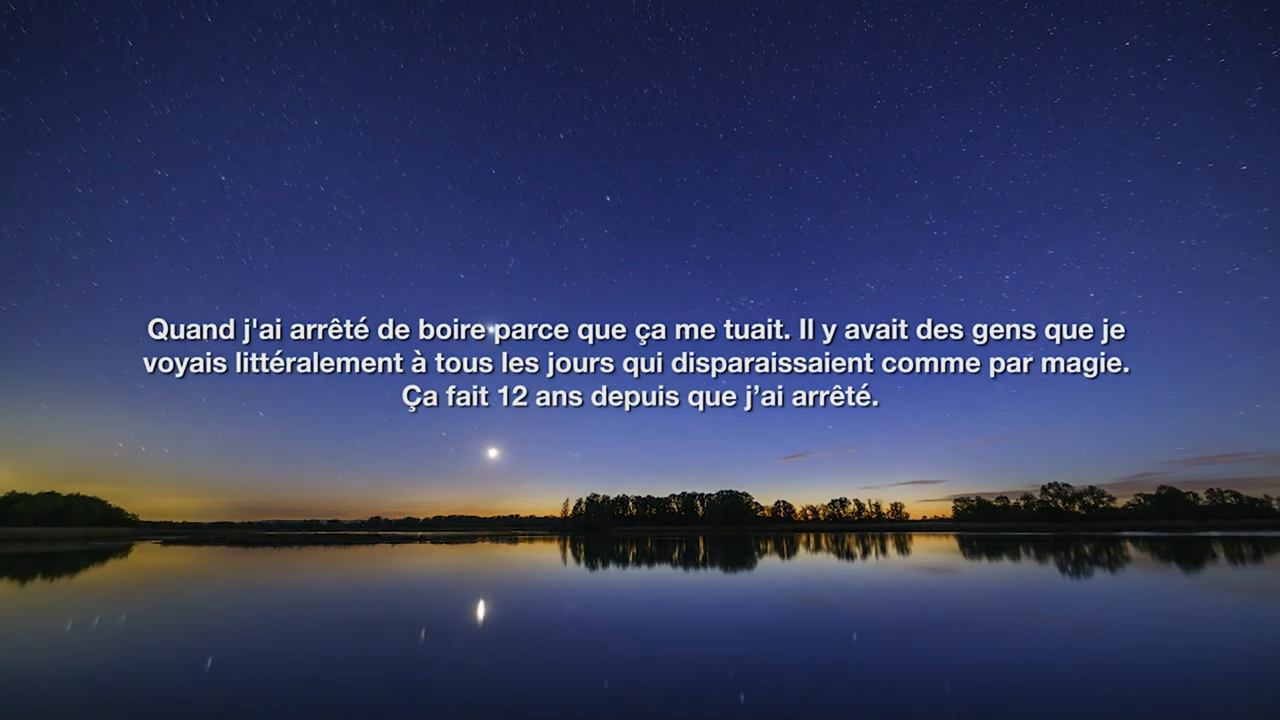 Quand j'ai arrêté de boire parce que ça me tuait. Il y avait des gens que je
voyais littéralement à tous les jours qui disparaissaient comme par magie.
Ça fait 12 ans depuis que j’ai arrêté.